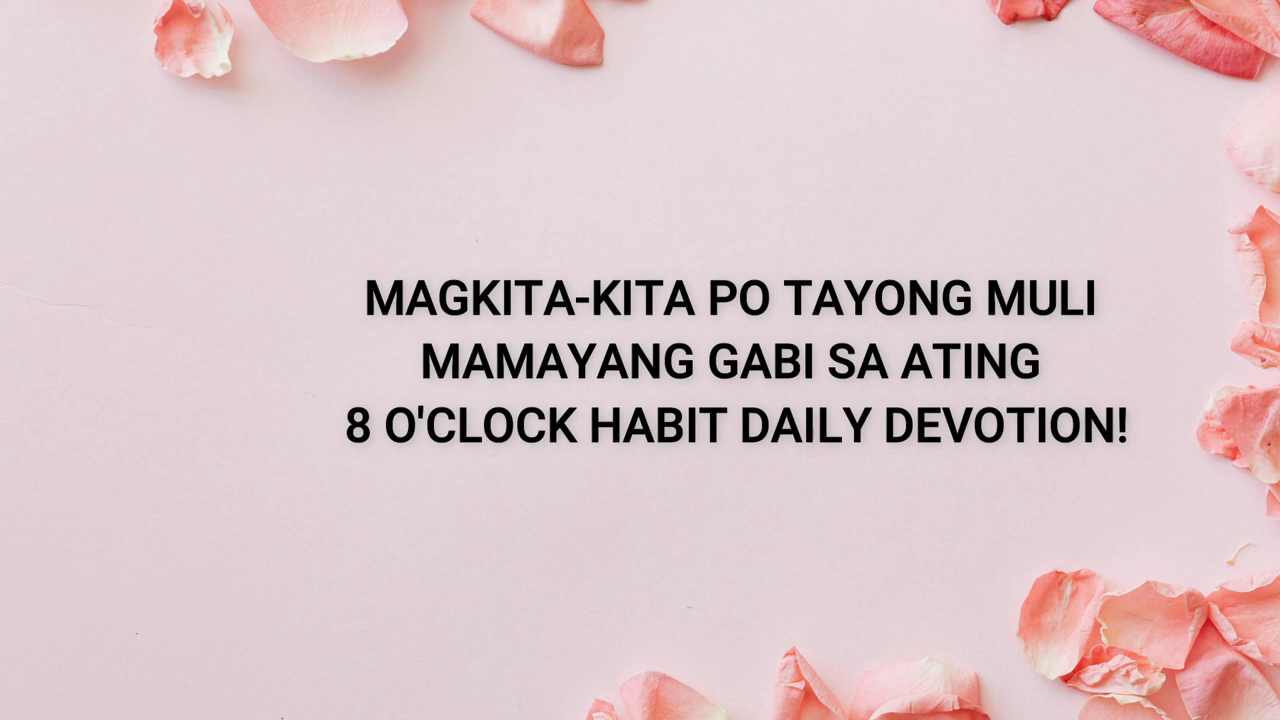 MAGKITA-KITA PO TAYONG MULI
MAMAYANG GABI SA ATING
8 O'CLOCK HABIT DAILY DEVOTION!